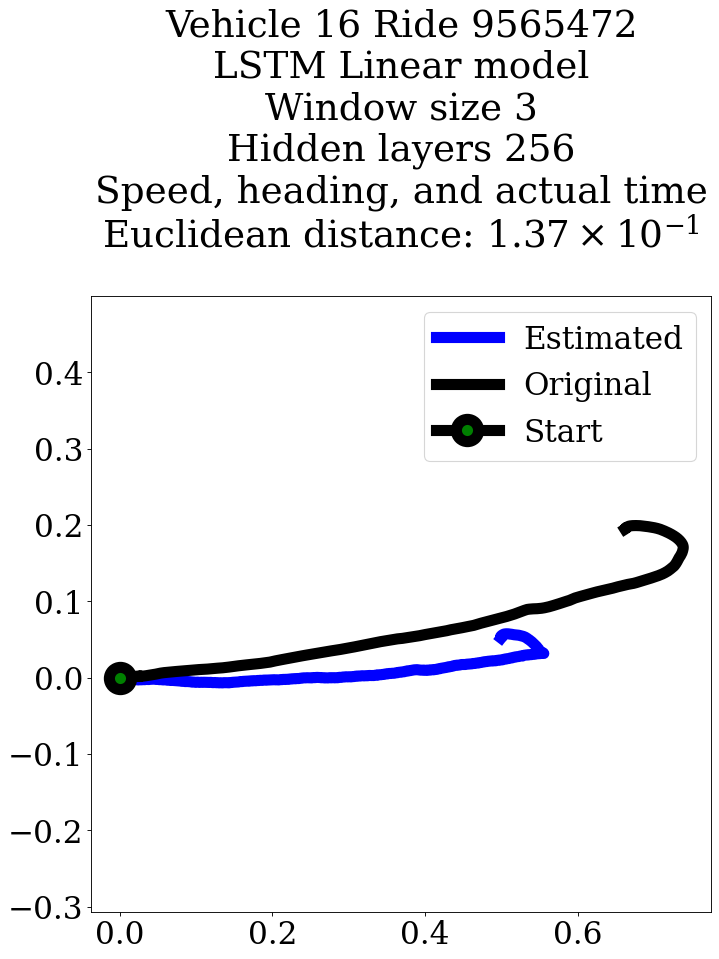 Vehicle 16 Ride 9565472
LSTM Linear model
Window size 3
Hidden layers 256
Speed, heading, and actual time
Euclidean distance: 1.37 × 10⁻¹
Estimated
Original
Start
0.4
0.3
0.2
0.1
0.0
−0.1
−0.2
−0.3
0.0 0.2 0.4 0.6